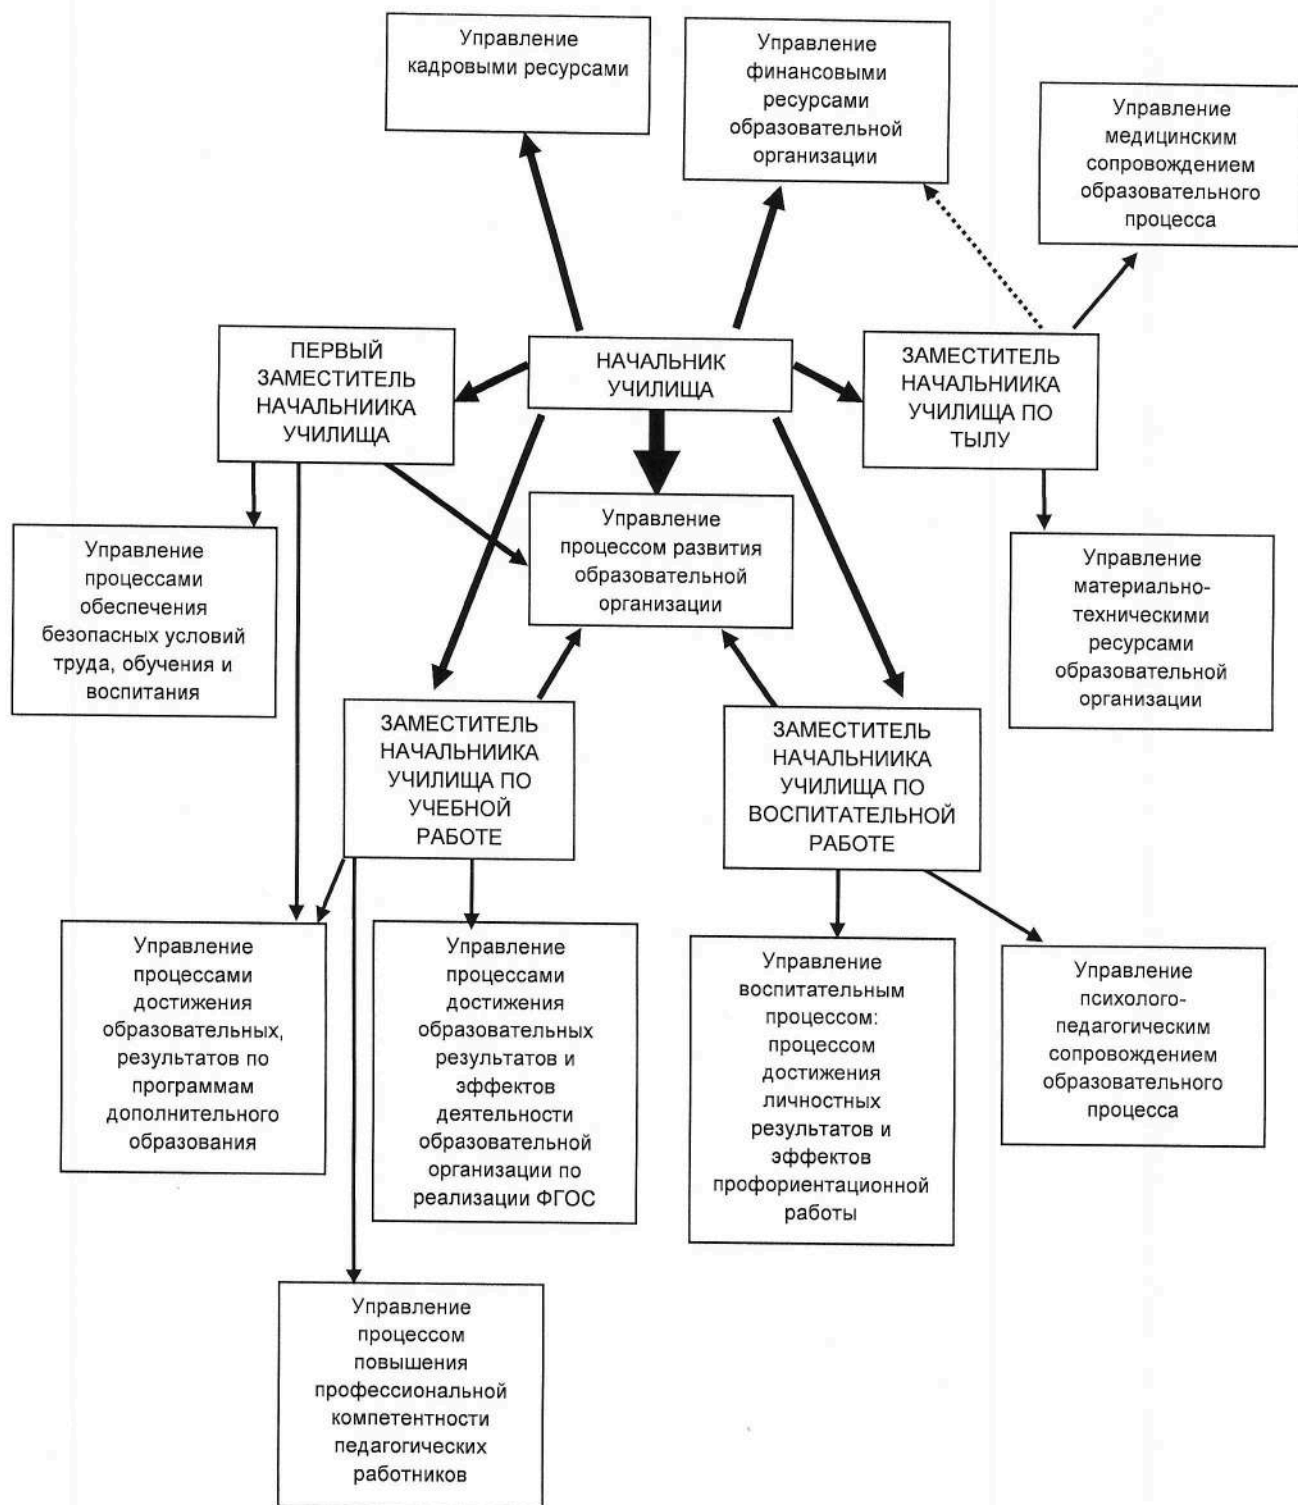 Управление
кадровыми ресурсами
Управление
финансовыми
ресурсами
образовательной
организации
Управление
медицинским
сопровождением
образовательного
процесса
ПЕРВЫЙ
ЗАМЕСТИТЕЛЬ
НАЧАЛЬНИИКА
УЧИЛИЩА
НАЧАЛЬНИК
УЧИЛИЩА
ЗАМЕСТИТЕЛЬ
НАЧАЛЬНИИКА
УЧИЛИЩА ПО
ТЫЛУ
Управление
процессами
обеспечения
безопасных условий
труда, обучения и
воспитания
Управление
процессом развития
образовательной
организации
Управление
материально-
техническими
ресурсами
образовательной
организации
ЗАМЕСТИТЕЛЬ
НАЧАЛЬНИИКА
УЧИЛИЩА ПО
УЧЕБНОЙ
РАБОТЕ
ЗАМЕСТИТЕЛЬ
НАЧАЛЬНИИКА
УЧИЛИЩА ПО
ВОСПИТАТЕЛЬНОЙ
РАБОТЕ
Управление
процессами
достижения
образовательных,
результатов по
программам
дополнительного
образования
Управление
процессами
достижения
образовательных
результатов и
эффектов
деятельности
образовательной
организации по
реализации ФГОС
Управление
воспитательным
процессом:
процессом
достижения
личностных
результатов и
эффектов
профориентационной
работы
Управление
психолого-
педагогическим
сопровождением
образовательного
процесса
Управление
процессом
повышения
профессиональной
компетентности
педагогических
работников